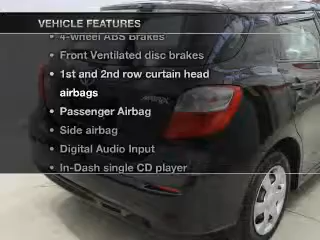 VEHICLE FEATURES
• 4-wheel ABS Brakes
• Front Ventilated disc brakes
• 1st and 2nd row curtain head
airbags
• Passenger Airbag
• Side airbag
• Digital Audio Input
• In-Dash single CD player